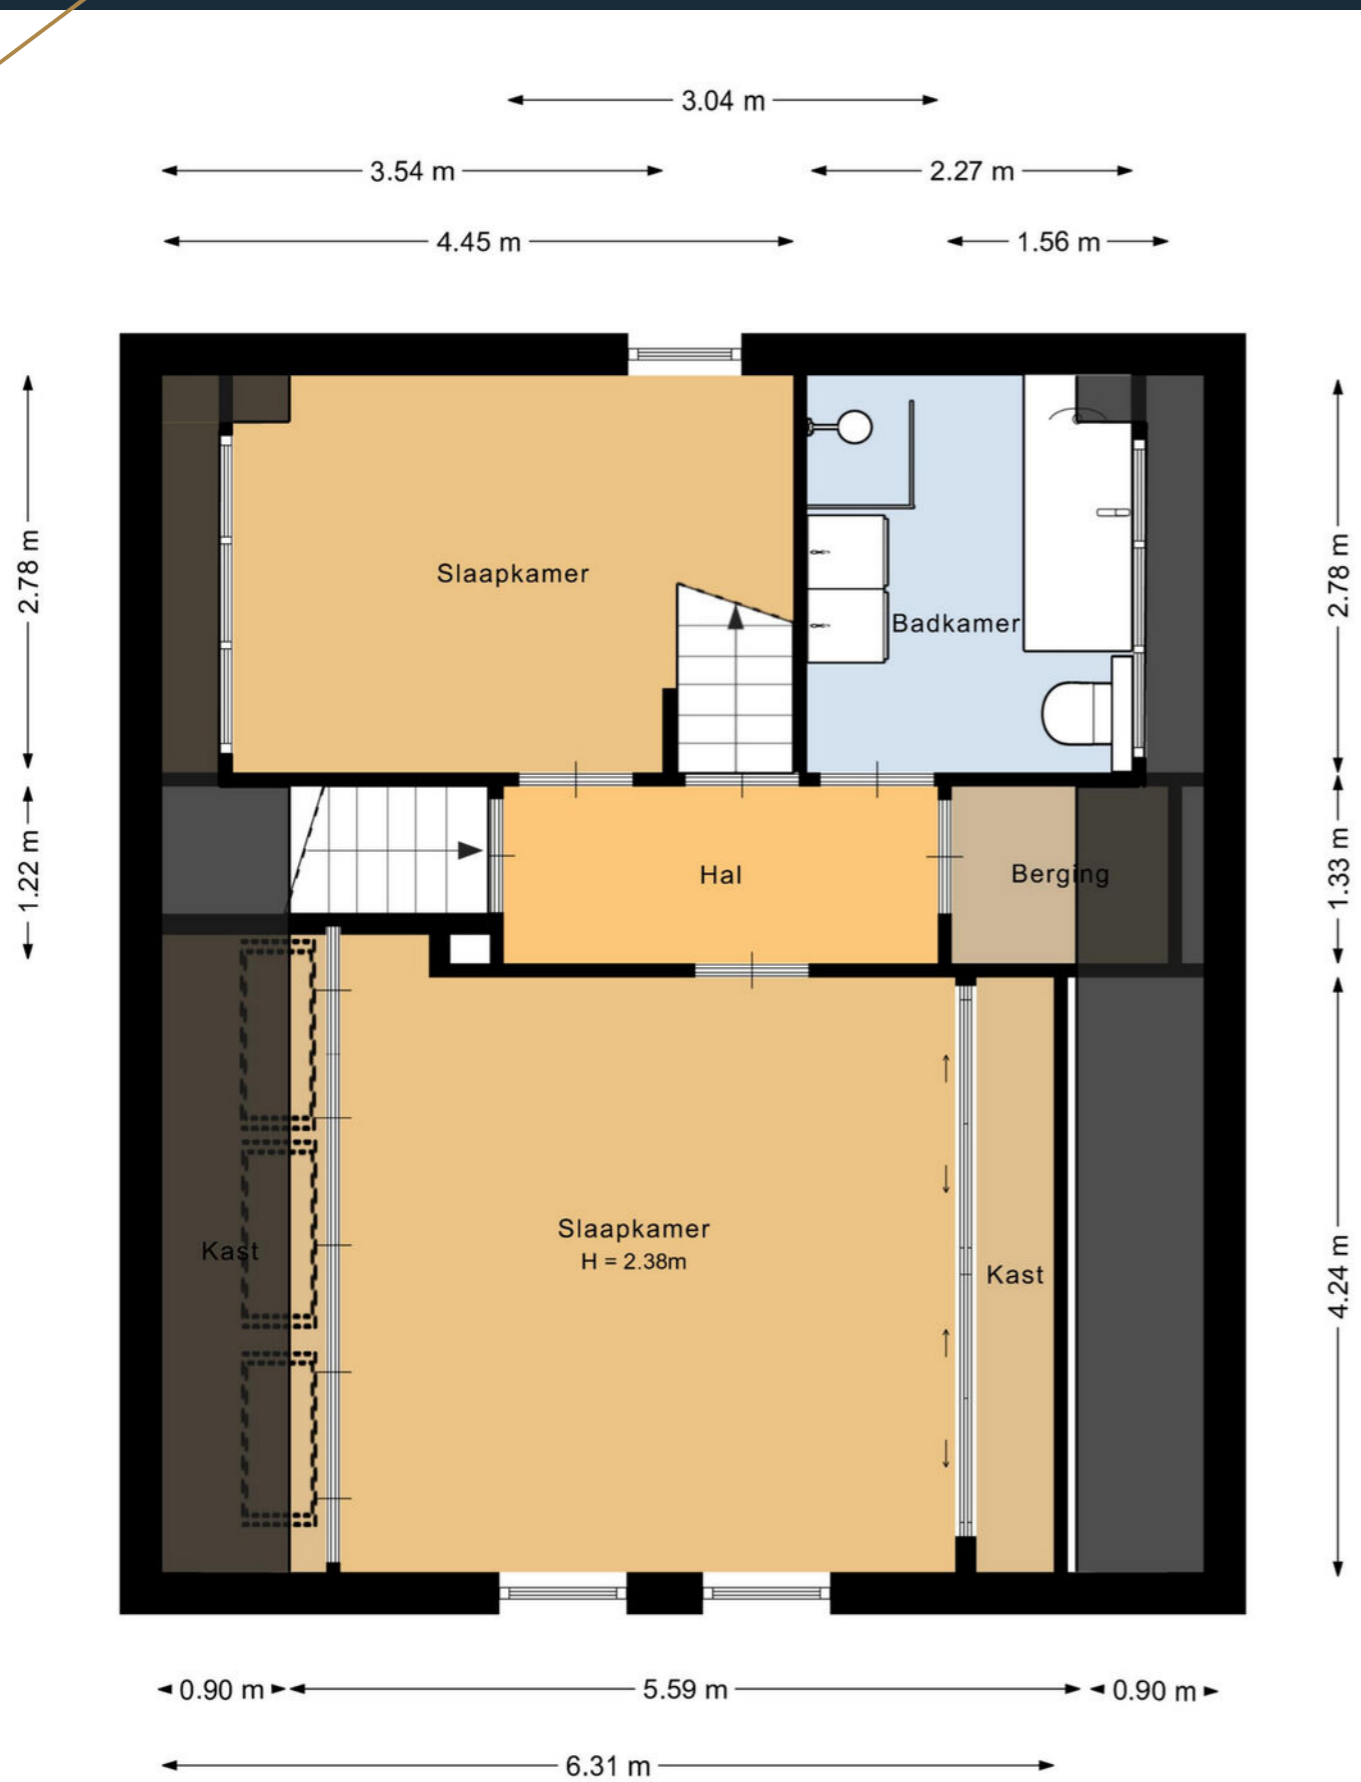 3.04 m
3.54 m
2.27 m
4.45 m
1.56 m
2.78 m
2.78 m
Slaapkamer
Badkamer
1.22 m
1.33 m
Hal
Berging
Slaapkamer
H = 2.38m
Kast
Kast
4.24 m
0.90 m
5.59 m
0.90 m
6.31 m